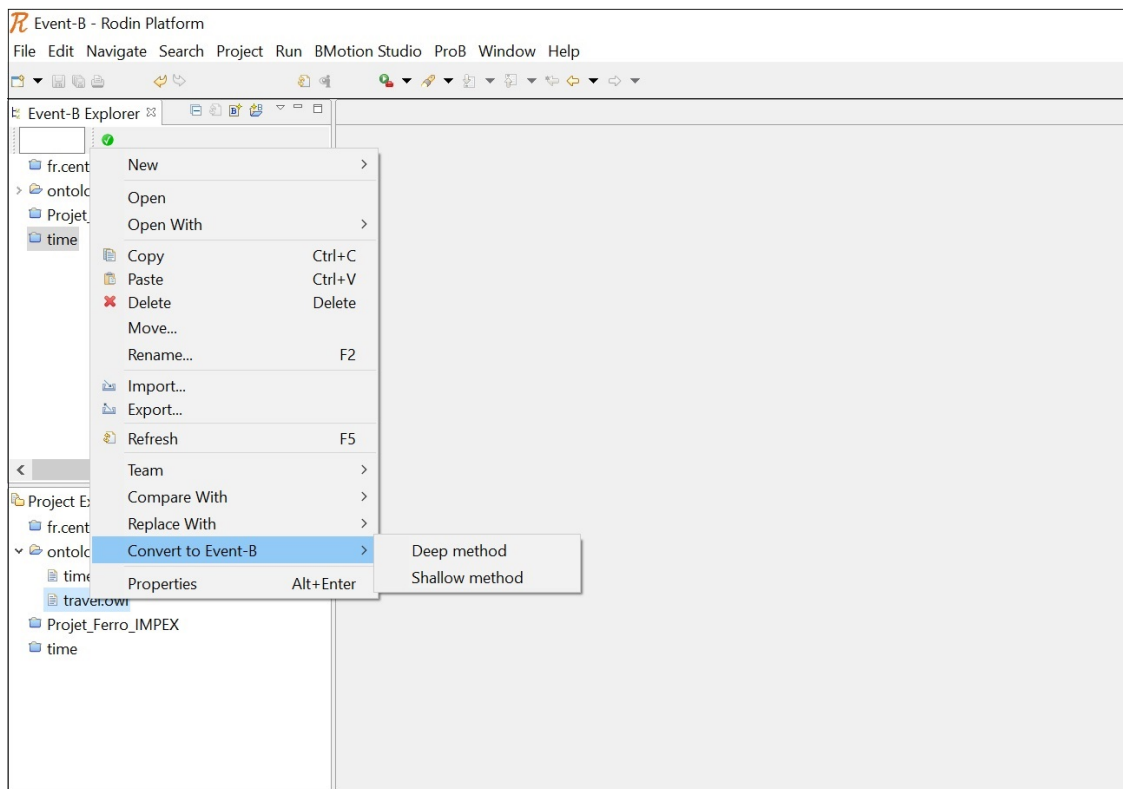 Event-B - Rodin Platform
File Edit Navigate Search Project Run BMotion Studio ProB Window Help
Event-B Explorer
fr.cent
ontolo
Projet_
time
New
Open
Open With
Copy Ctrl+C
Paste Ctrl+V
Delete Delete
Move...
Rename... F2
Import...
Export...
Refresh F5
Team
Compare With
Replace With
Convert to Event-B
Properties Alt+Enter
Deep method
Shallow method
Project Ex
fr.cent
ontolo
time
travel.owl
Projet_Ferro_IMPEX
time